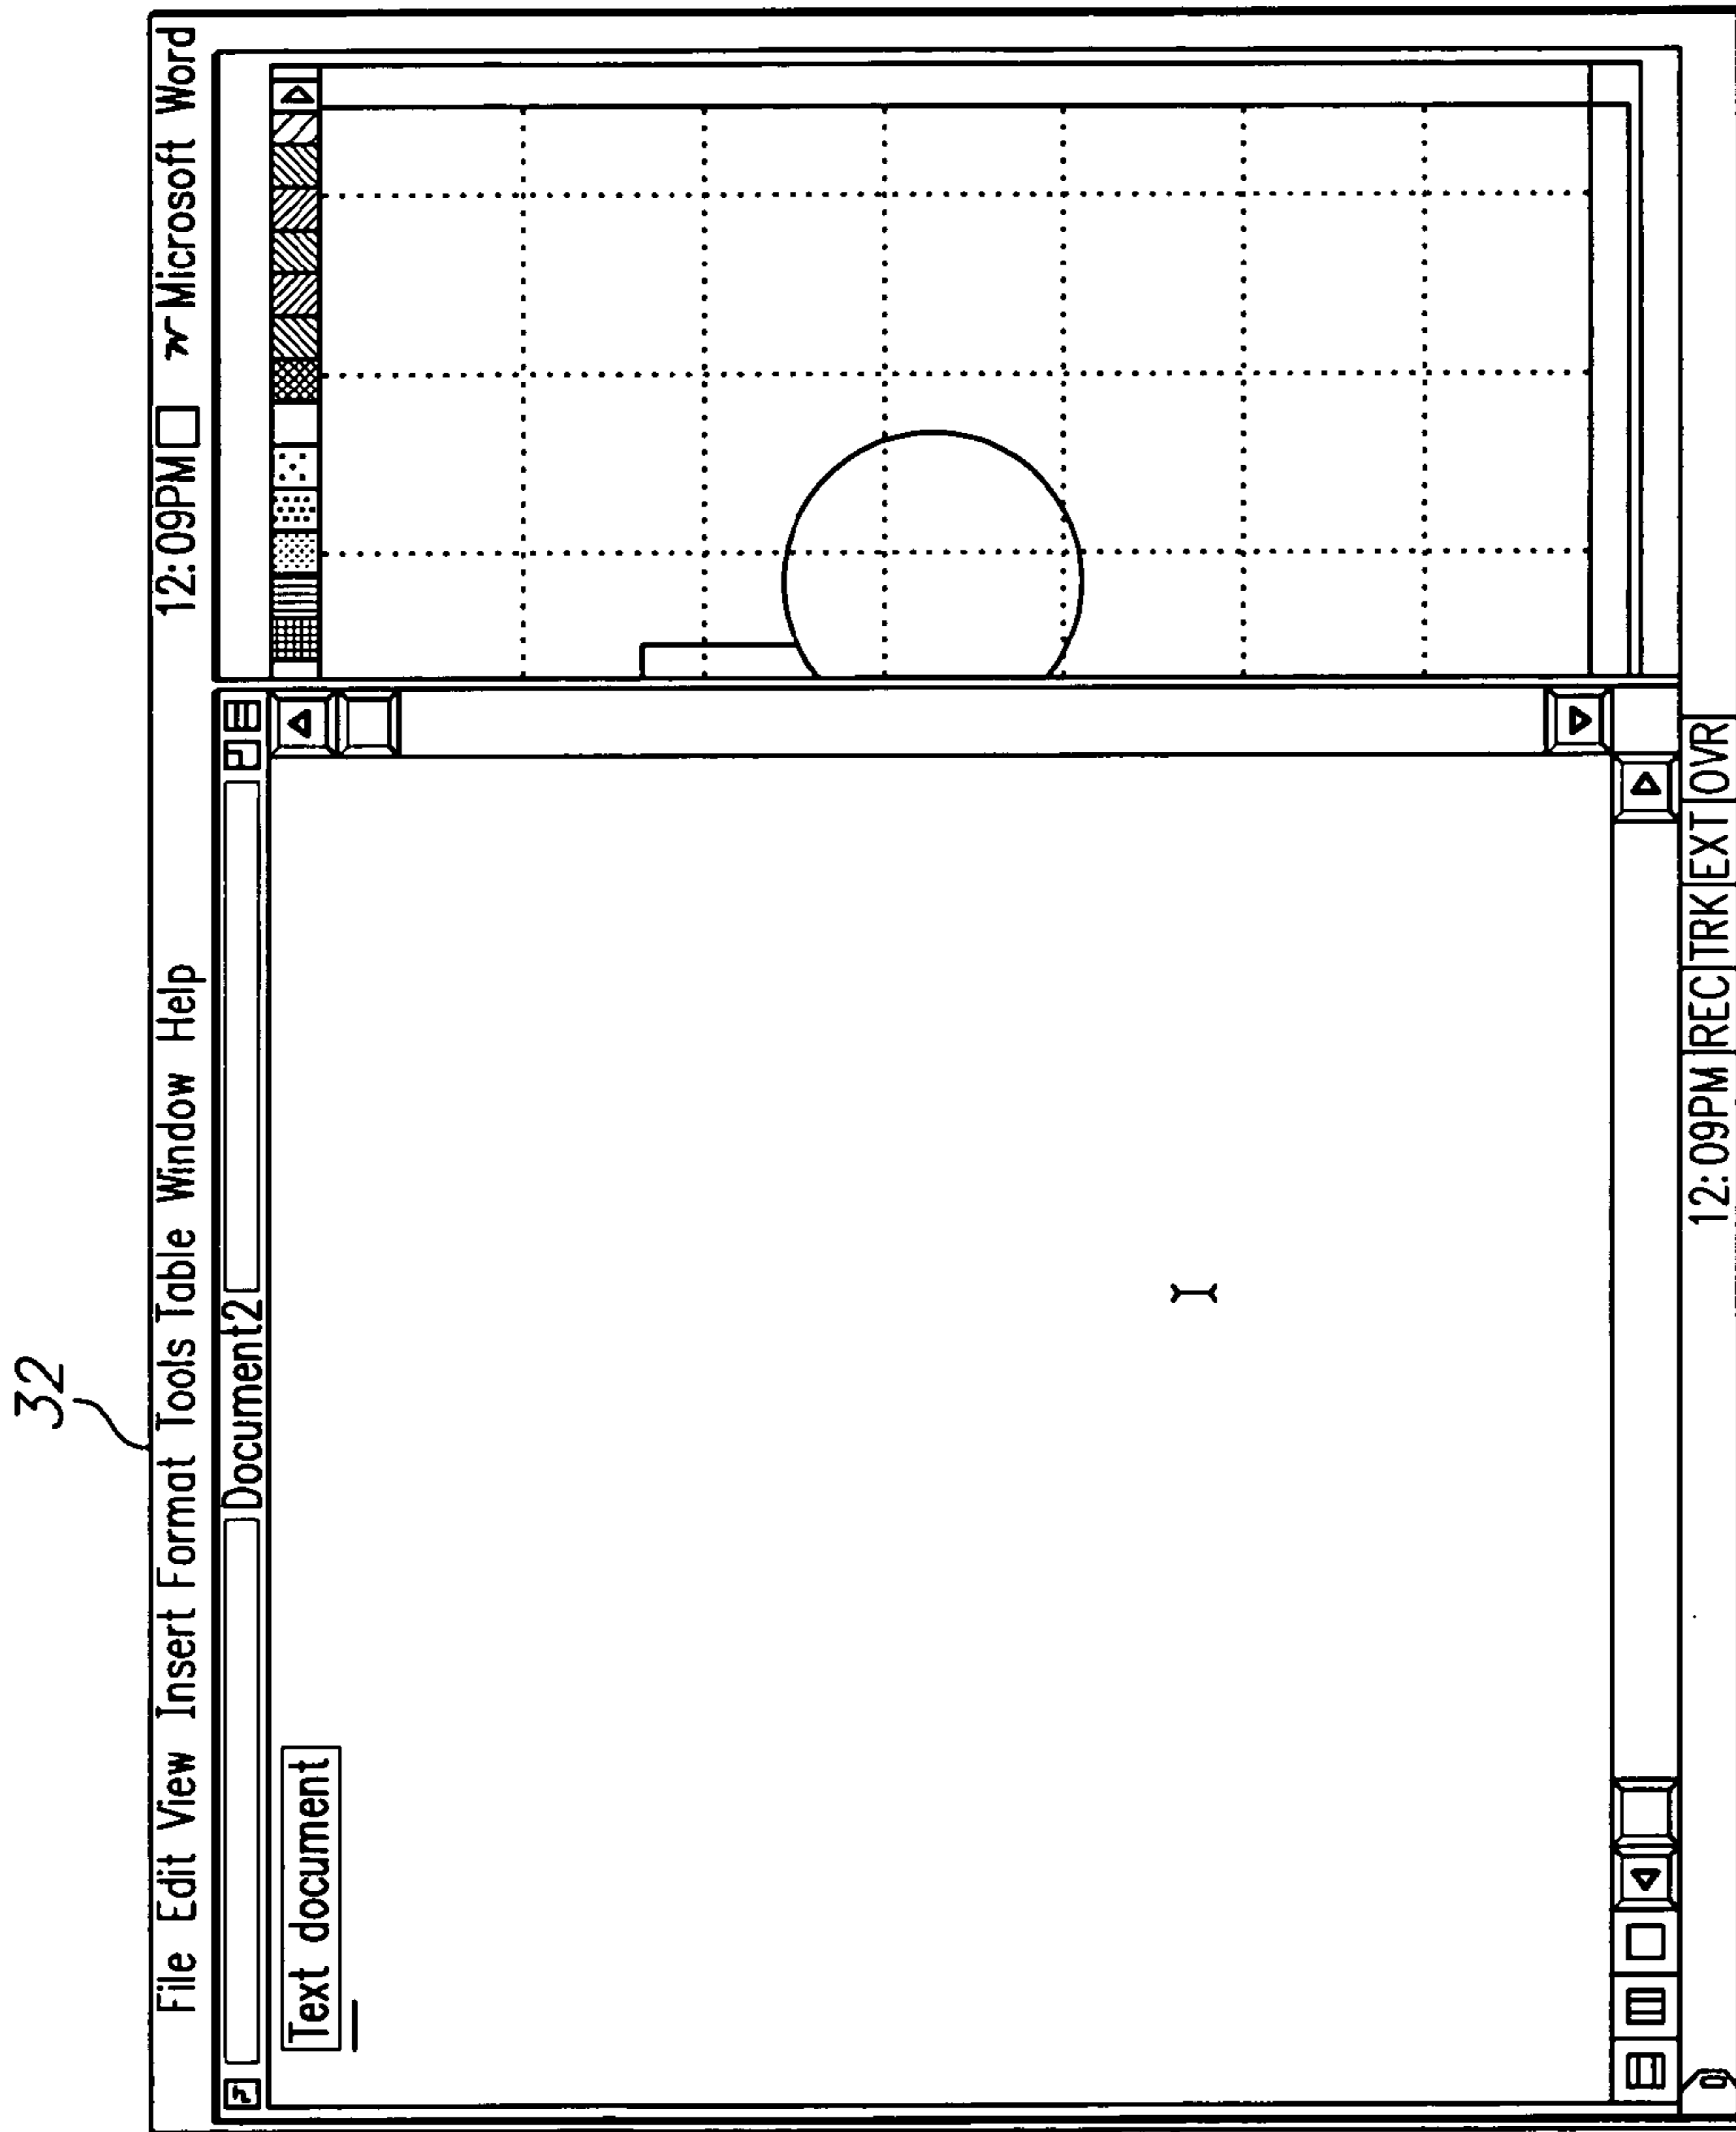 32
File Edit View Insert Format Tools Table Window Help 12:09PM Microsoft Word
Document2
Text document
12:09PM REC TRK EXT OVR